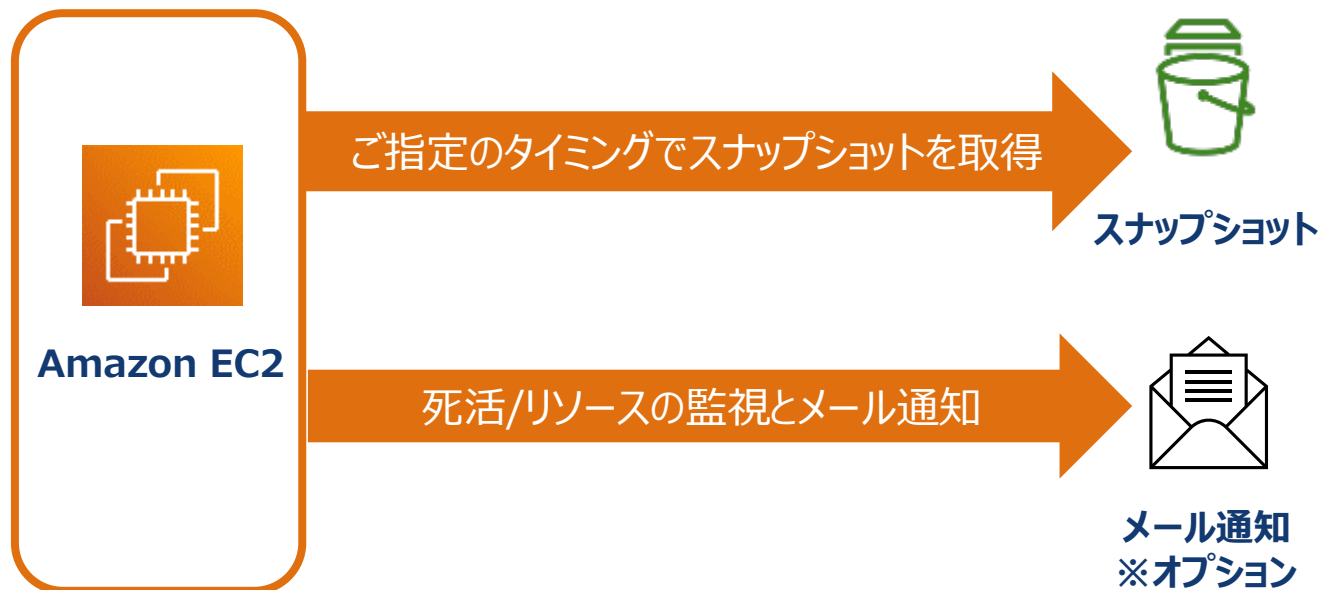 ご指定のタイミングでスナップショットを取得
スナップショット
Amazon EC2
死活/リソースの監視とメール通知
メール通知
※オプション